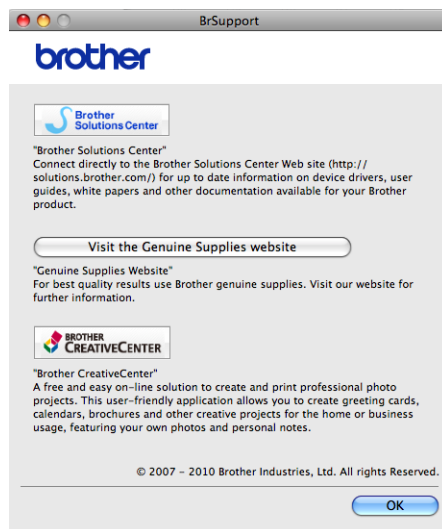 BrSupport
brother
Brother
Solutions Center
"Brother Solutions Center"
Connect directly to the Brother Solutions Center Web site (http://
solutions.brother.com/) for up to date information on device drivers, user
guides, white papers and other documentation available for your Brother
product.
Visit the Genuine Supplies website
"Genuine Supplies Website"
For best quality results use Brother genuine supplies. Visit our website for
further information.
BROTHER
CREATIVECENTER
"Brother CreativeCenter"
A free and easy on-line solution to create and print professional photo
projects. This user-friendly application allows you to create greeting cards,
calendars, brochures and other creative projects for the home or business
usage, featuring your own photos and personal notes.
© 2007 - 2010 Brother Industries, Ltd. All rights Reserved.
OK